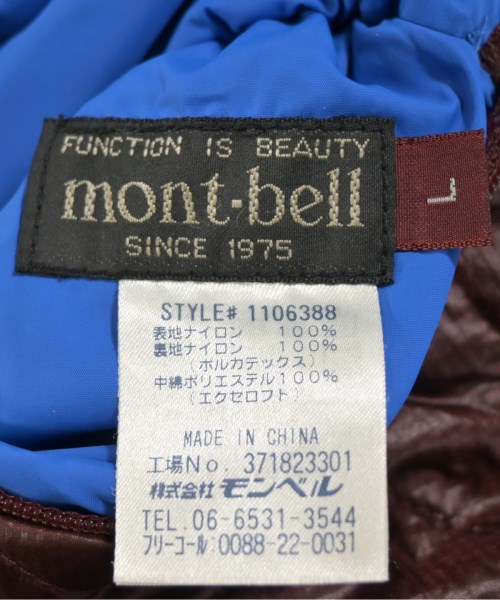 FUNCTION IS BEAUTY
mont-bell
SINCE 1975
L
STYLE# 1106388
表地ナイロン 100%
裏地ナイロン 100%
(ポルカテックス)
中綿ポリエステル100%
(エクセロフト)
MADE IN CHINA
工場No. 371823301
株式会社モンベル
TEL.06-6531-3544
フリーコール:0088-22-0031